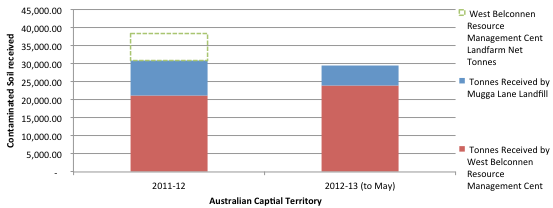 45,000.00
40,000.00
35,000.00
30,000.00
25,000.00
20,000.00
15,000.00
10,000.00
5,000.00
-
Contaminated Soil received
2011-12
2012-13 (to May)
Australian Captial Territory
West Belconnen
Resource
Management Cent
Landfarm Net
Tonnes
Tonnes Received by
Mugga Lane Landfill
Tonnes Received by
West Belconnen
Resource
Management Cent